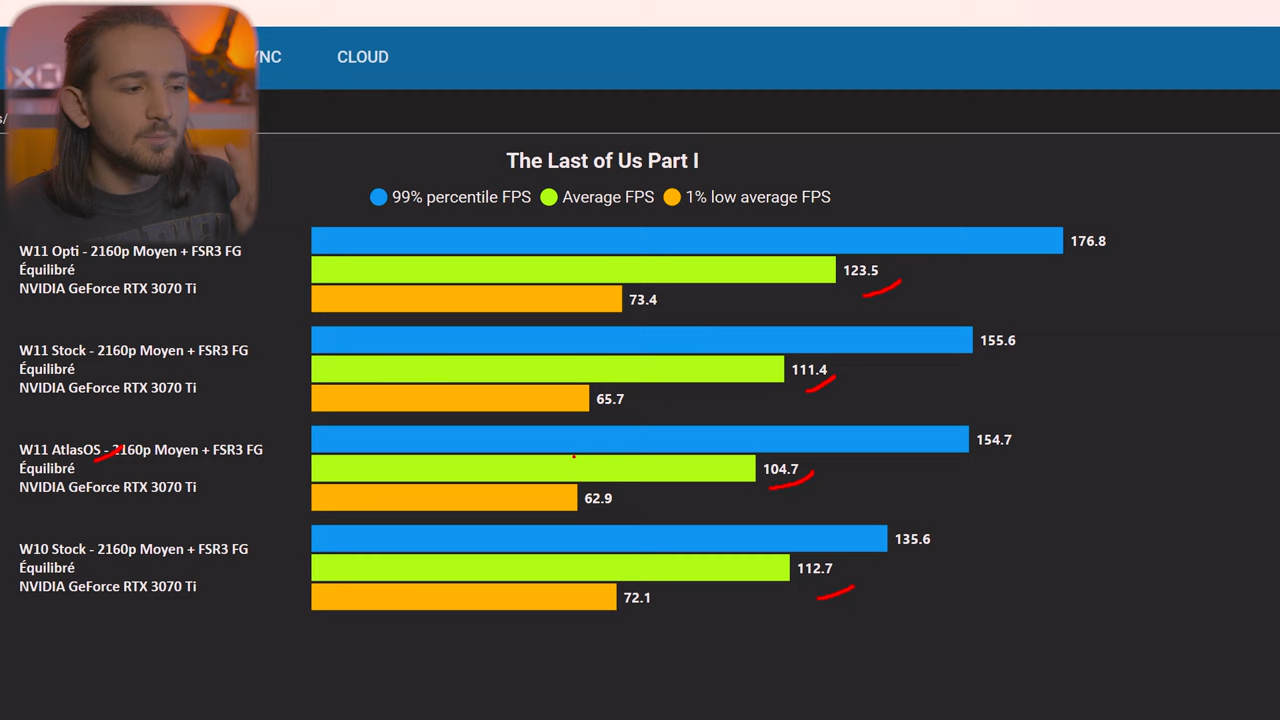 YNC
CLOUD
s/
The Last of Us Part I
99% percentile FPS
Average FPS
1% low average FPS
W11 Opti - 2160p Moyen + FSR3 FG
Équilibré
NVIDIA GeForce RTX 3070 Ti
176.8
123.5
73.4
W11 Stock - 2160p Moyen + FSR3 FG
Équilibré
NVIDIA GeForce RTX 3070 Ti
155.6
111.4
65.7
W11 AtlasOS - 2160p Moyen + FSR3 FG
Équilibré
NVIDIA GeForce RTX 3070 Ti
154.7
104.7
62.9
W10 Stock - 2160p Moyen + FSR3 FG
Équilibré
NVIDIA GeForce RTX 3070 Ti
135.6
112.7
72.1